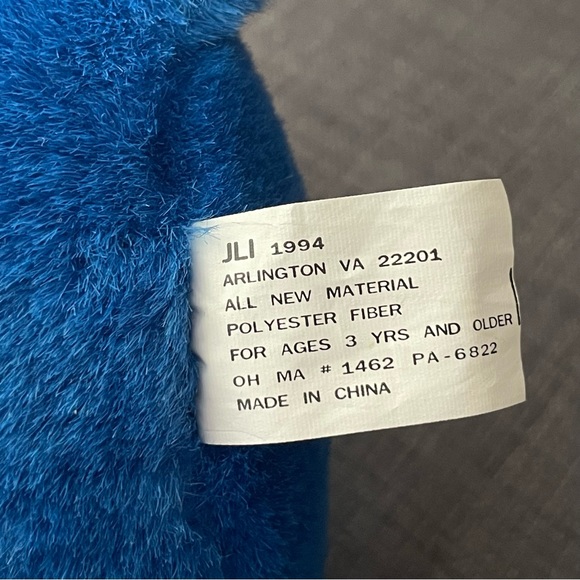 JLI 1994
ARLINGTON VA 22201
ALL NEW MATERIAL
POLYESTER FIBER
FOR AGES 3 YRS AND OLDER
OH MA # 1462 PA-6822
MADE IN CHINA